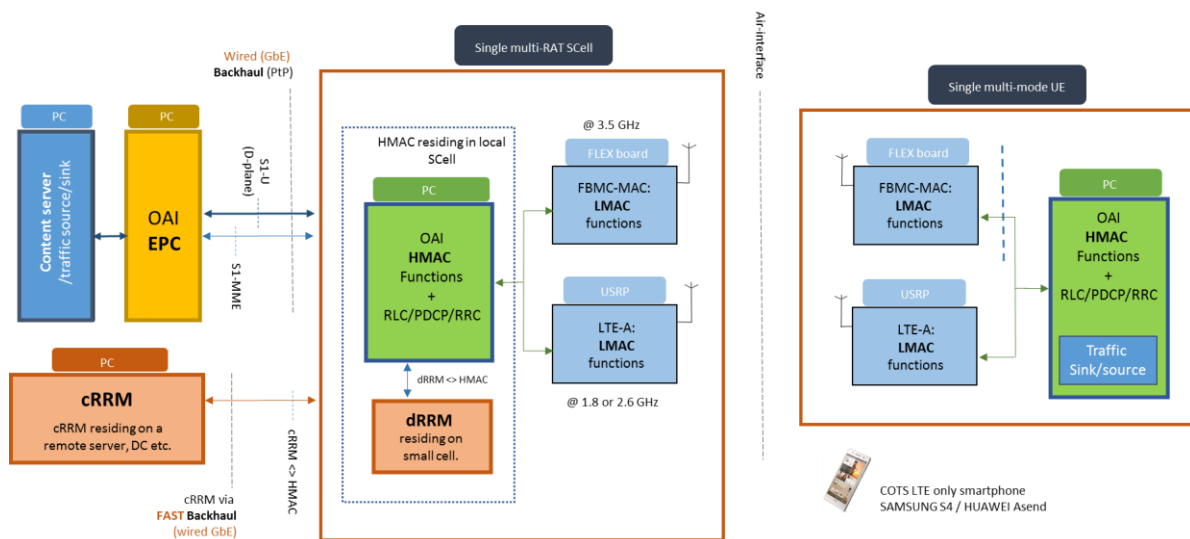 Wired (GbE)
Backhaul (PtP)
Single multi-RAT SCell
Air-interface
Single multi-mode UE
PC
Content server
/traffic source/sink
PC
OAI
EPC
S1-U
(D-plane)
S1-MME
HMAC residing in local
SCell
PC
OAI
HMAC
Functions
+
RLC/PDCP/RRC
dRRM <> HMAC
dRRM
residing on
small cell.
@ 3.5 GHz
FLEX board
FBMC-MAC:
LMAC
functions
USRP
LTE-A:
LMAC
functions
@ 1.8 or 2.6 GHz
FLEX board
FBMC-MAC:
LMAC
functions
USRP
LTE-A:
LMAC
functions
PC
OAI
HMAC
Functions
+
RLC/PDCP/RRC
Traffic
Sink/source
PC
cRRM
cRRM residing on a
remote server, DC etc.
cRRM <> HMAC
cRRM via
FAST Backhaul
(wired GbE)
COTS LTE only smartphone
SAMSUNG S4 / HUAWEI Asend